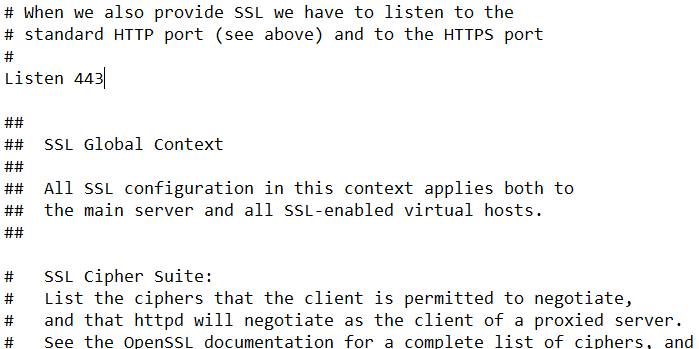 # When we also provide SSL we have to listen to the
# standard HTTP port (see above) and to the HTTPS port
#
Listen 443
##
##  SSL Global Context
##
##  All SSL configuration in this context applies both to
##  the main server and all SSL-enabled virtual hosts.
##
#   SSL Cipher Suite:
#   List the ciphers that the client is permitted to negotiate,
#   and that httpd will negotiate as the client of a proxied server.
#   See the OpenSSL documentation for a complete list of ciphers, and